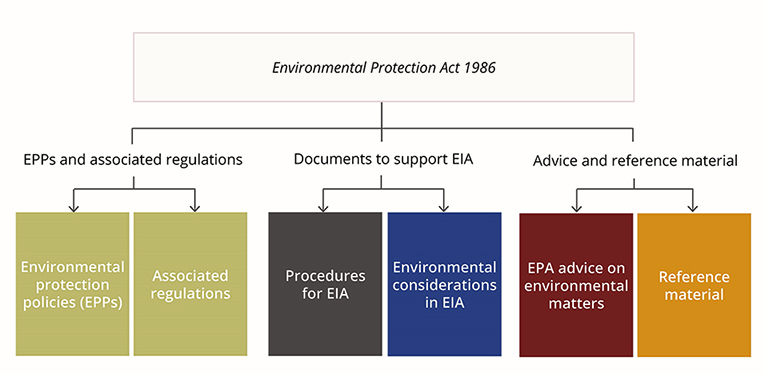 Environmental Protection Act 1986
EPPs and associated regulations
Documents to support EIA
Advice and reference material
Environmental
protection
policies (EPPs)
Associated
regulations
Procedures
for EIA
Environmental
considerations
in EIA
EPA advice on
environmental
matters
Reference
material